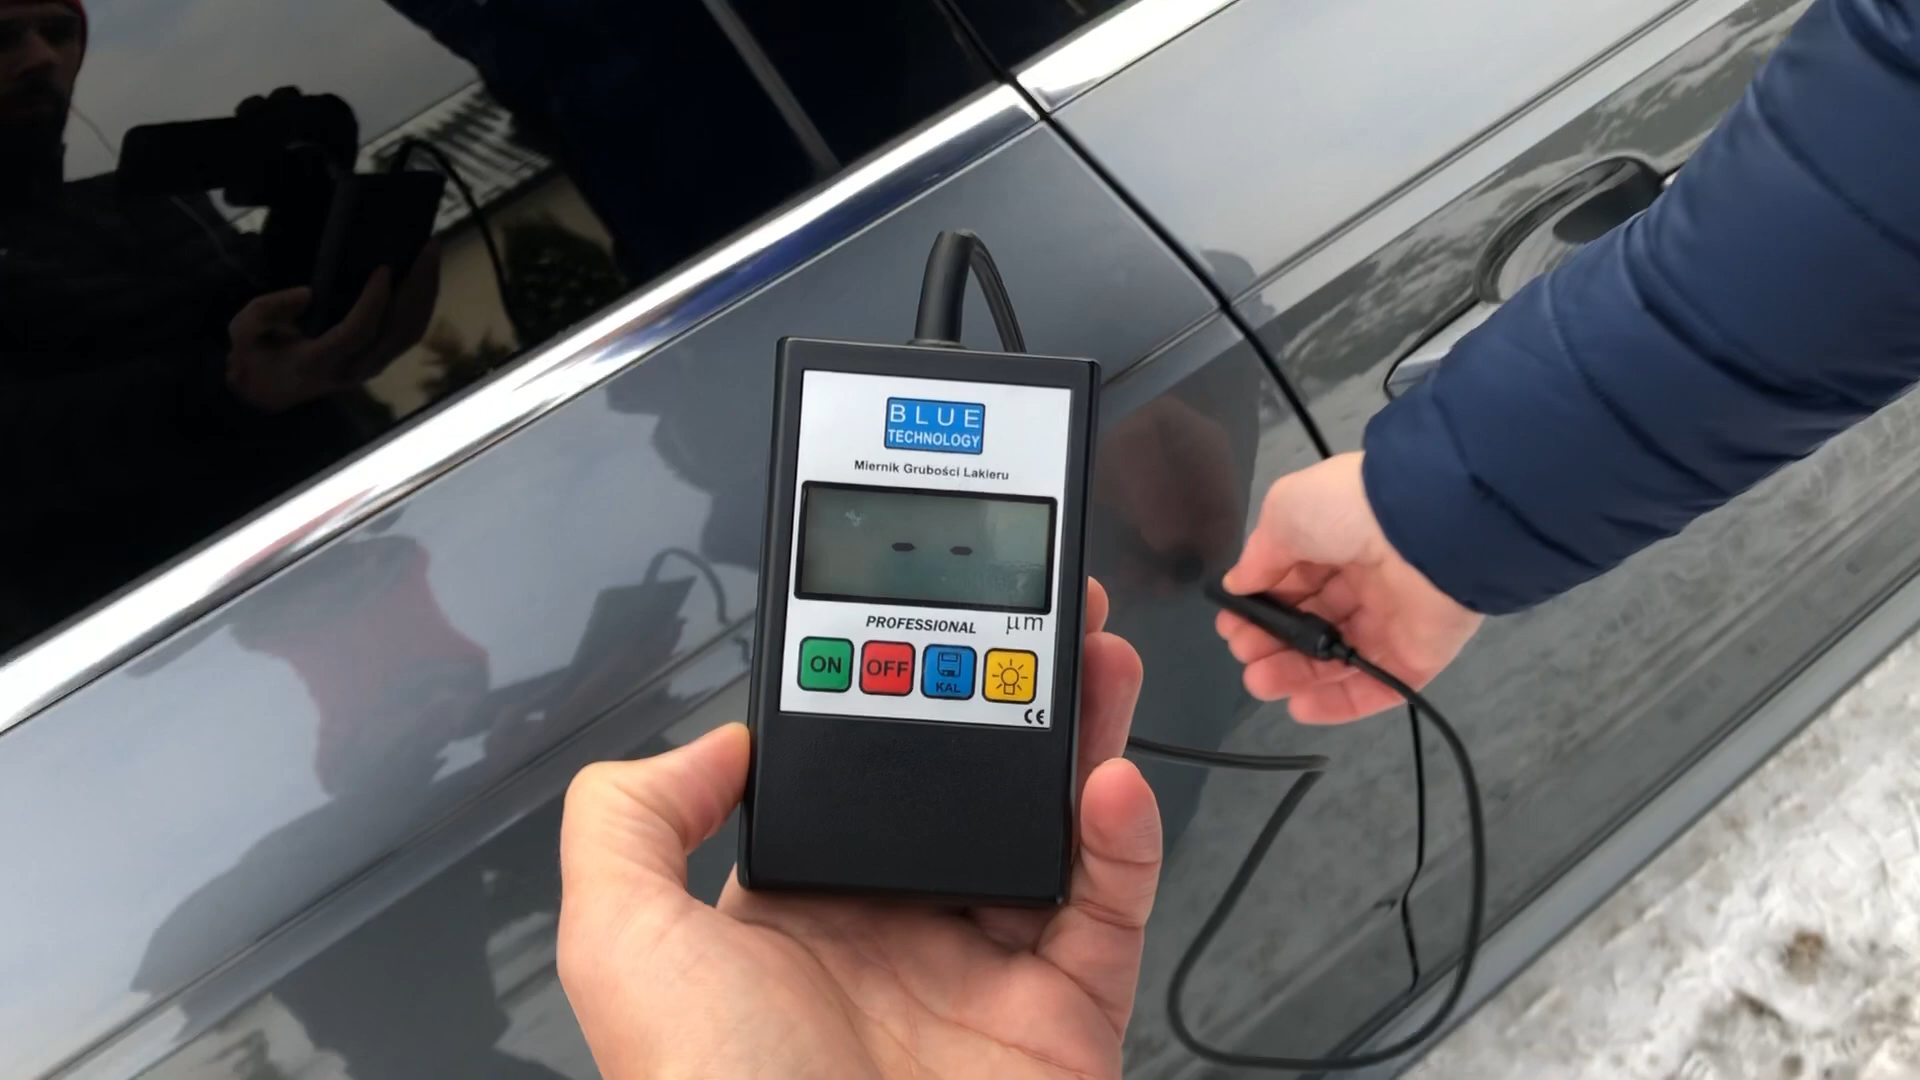 BLUE
TECHNOLOGY
Miernik Grubości Lakieru
- -
PROFESSIONAL µm
ON OFF KAL
CE